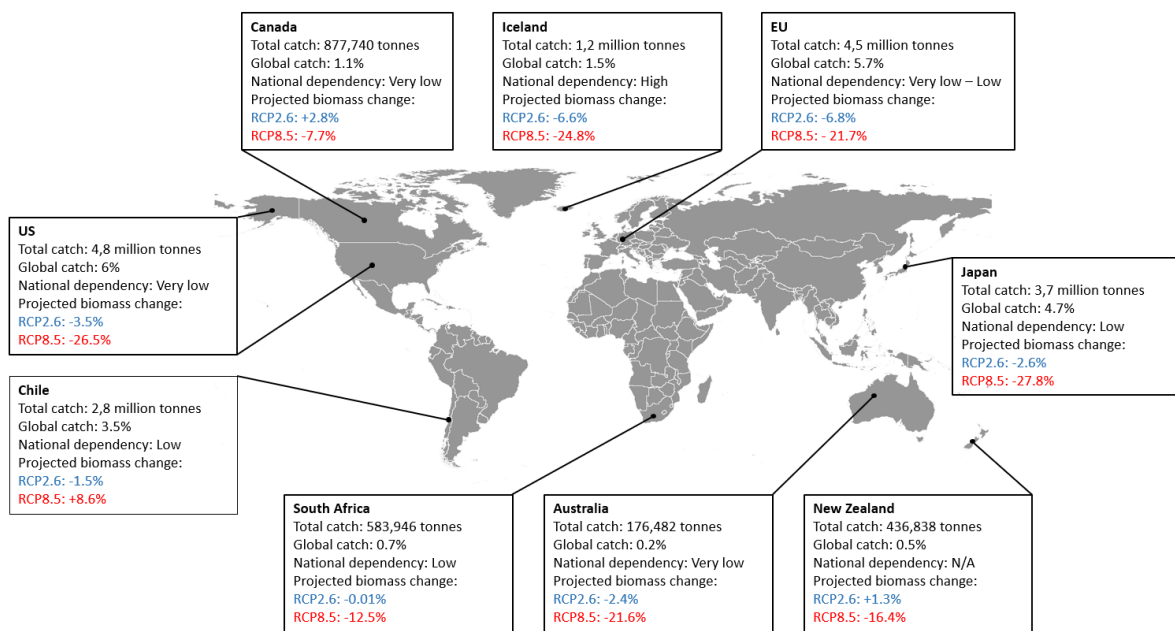 Canada
Total catch: 877,740 tonnes
Global catch: 1.1%
National dependency: Very low
Projected biomass change:
RCP2.6: +2.8%
RCP8.5: -7.7%
Iceland
Total catch: 1,2 million tonnes
Global catch: 1.5%
National dependency: High
Projected biomass change:
RCP2.6: -6.6%
RCP8.5: -24.8%
EU
Total catch: 4,5 million tonnes
Global catch: 5.7%
National dependency: Very low – Low
Projected biomass change:
RCP2.6: -6.8%
RCP8.5: - 21.7%
US
Total catch: 4,8 million tonnes
Global catch: 6%
National dependency: Very low
Projected biomass change:
RCP2.6: -3.5%
RCP8.5: -26.5%
Japan
Total catch: 3,7 million tonnes
Global catch: 4.7%
National dependency: Low
Projected biomass change:
RCP2.6: -2.6%
RCP8.5: -27.8%
Chile
Total catch: 2,8 million tonnes
Global catch: 3.5%
National dependency: Low
Projected biomass change:
RCP2.6: -1.5%
RCP8.5: +8.6%
South Africa
Total catch: 583,946 tonnes
Global catch: 0.7%
National dependency: Low
Projected biomass change:
RCP2.6: -0.01%
RCP8.5: -12.5%
Australia
Total catch: 176,482 tonnes
Global catch: 0.2%
National dependency: Very low
Projected biomass change:
RCP2.6: -2.4%
RCP8.5: -21.6%
New Zealand
Total catch: 436,838 tonnes
Global catch: 0.5%
National dependency: N/A
Projected biomass change:
RCP2.6: +1.3%
RCP8.5: -16.4%